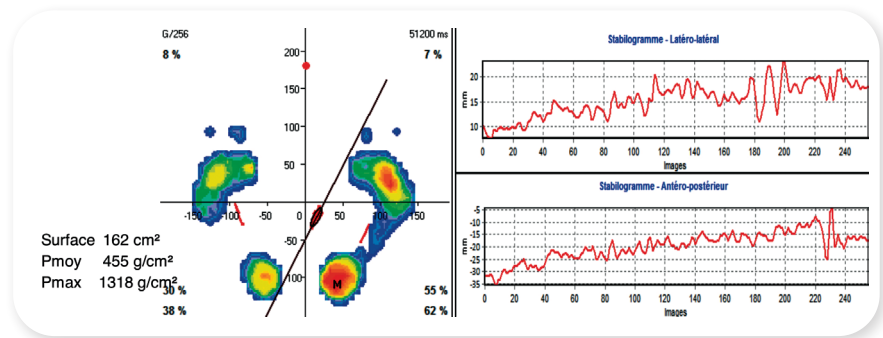 G/256
51200 ms
8 %
7 %
200
150
100
50
-150
-50
0
50
100
150
-50
100
M
Surface 162 cm²
Pmoy 455 g/cm²
Pmax 1318 g/cm²
30 %
55 %
38 %
62 %
Stabilogramme - Latéro-latéral
20
15
10
mm
0 20 40 60 80 100 120 140 160 180 200 220 240
Images
Stabilogramme - Antéro-postérieur
-5
-10
-15
-20
-25
-30
-35
mm
0 20 40 60 80 100 120 140 160 180 200 220 240
Images